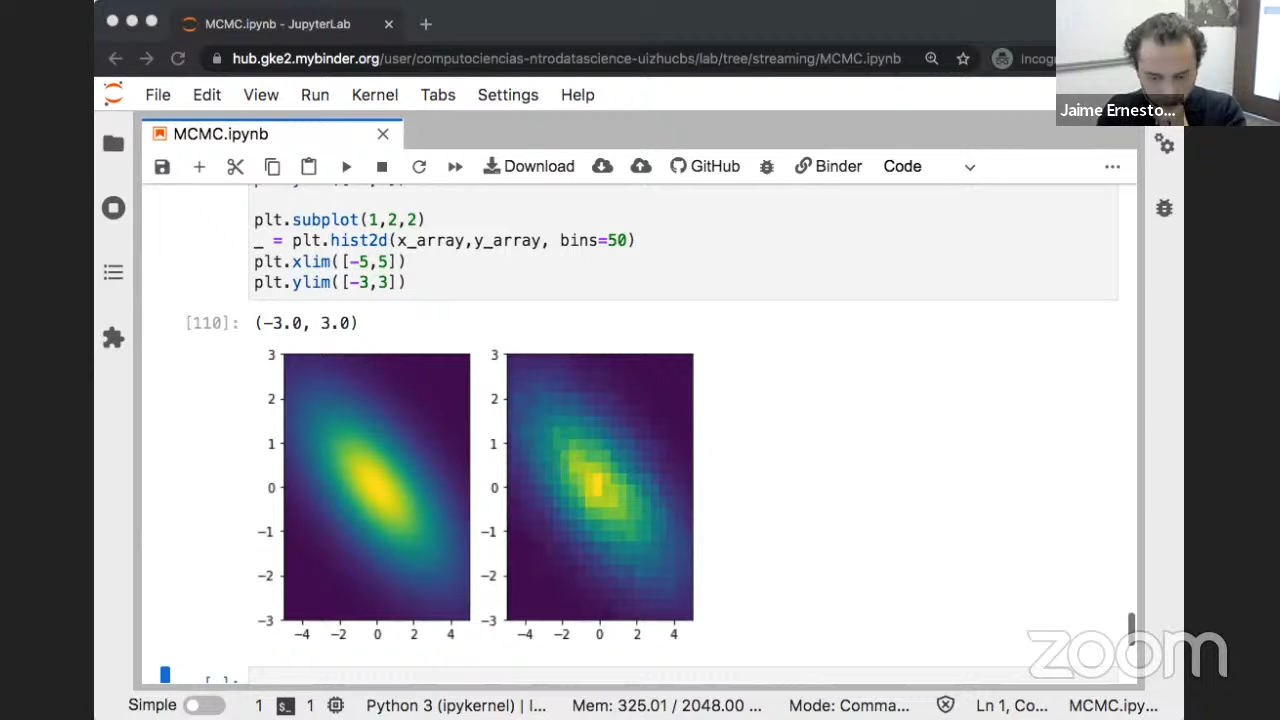 MCMC.ipynb - JupyterLab
hub.gke2.mybinder.org/user/computociencias-ntrodatascience-uizhucbs/lab/tree/streaming/MCMC.ipynb
Jaime Ernesto...
File Edit View Run Kernel Tabs Settings Help
MCMC.ipynb
Download GitHub Binder Code
plt.subplot(1,2,2)
_ = plt.hist2d(x_array,y_array, bins=50)
plt.xlim([-5,5])
plt.ylim([-3,3])
[110]: (-3.0, 3.0)
3 3
2 2
1 1
0 0
−1 −1
−2 −2
−3 −3
−4 −2 0 2 4 −4 −2 0 2 4
zoom
Simple 1 $_ 1 Python 3 (ipykernel) | I... Mem: 325.01 / 2048.00 ... Mode: Comma... Ln 1, Co... MCMC.ipy...